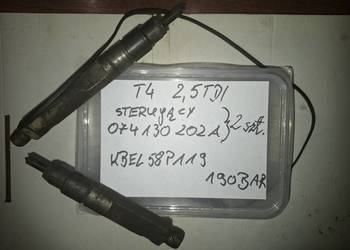 T4 2,5TDI
STERUJĄCY
074130202A } 2 szt.
KBEL58P119
190BAR